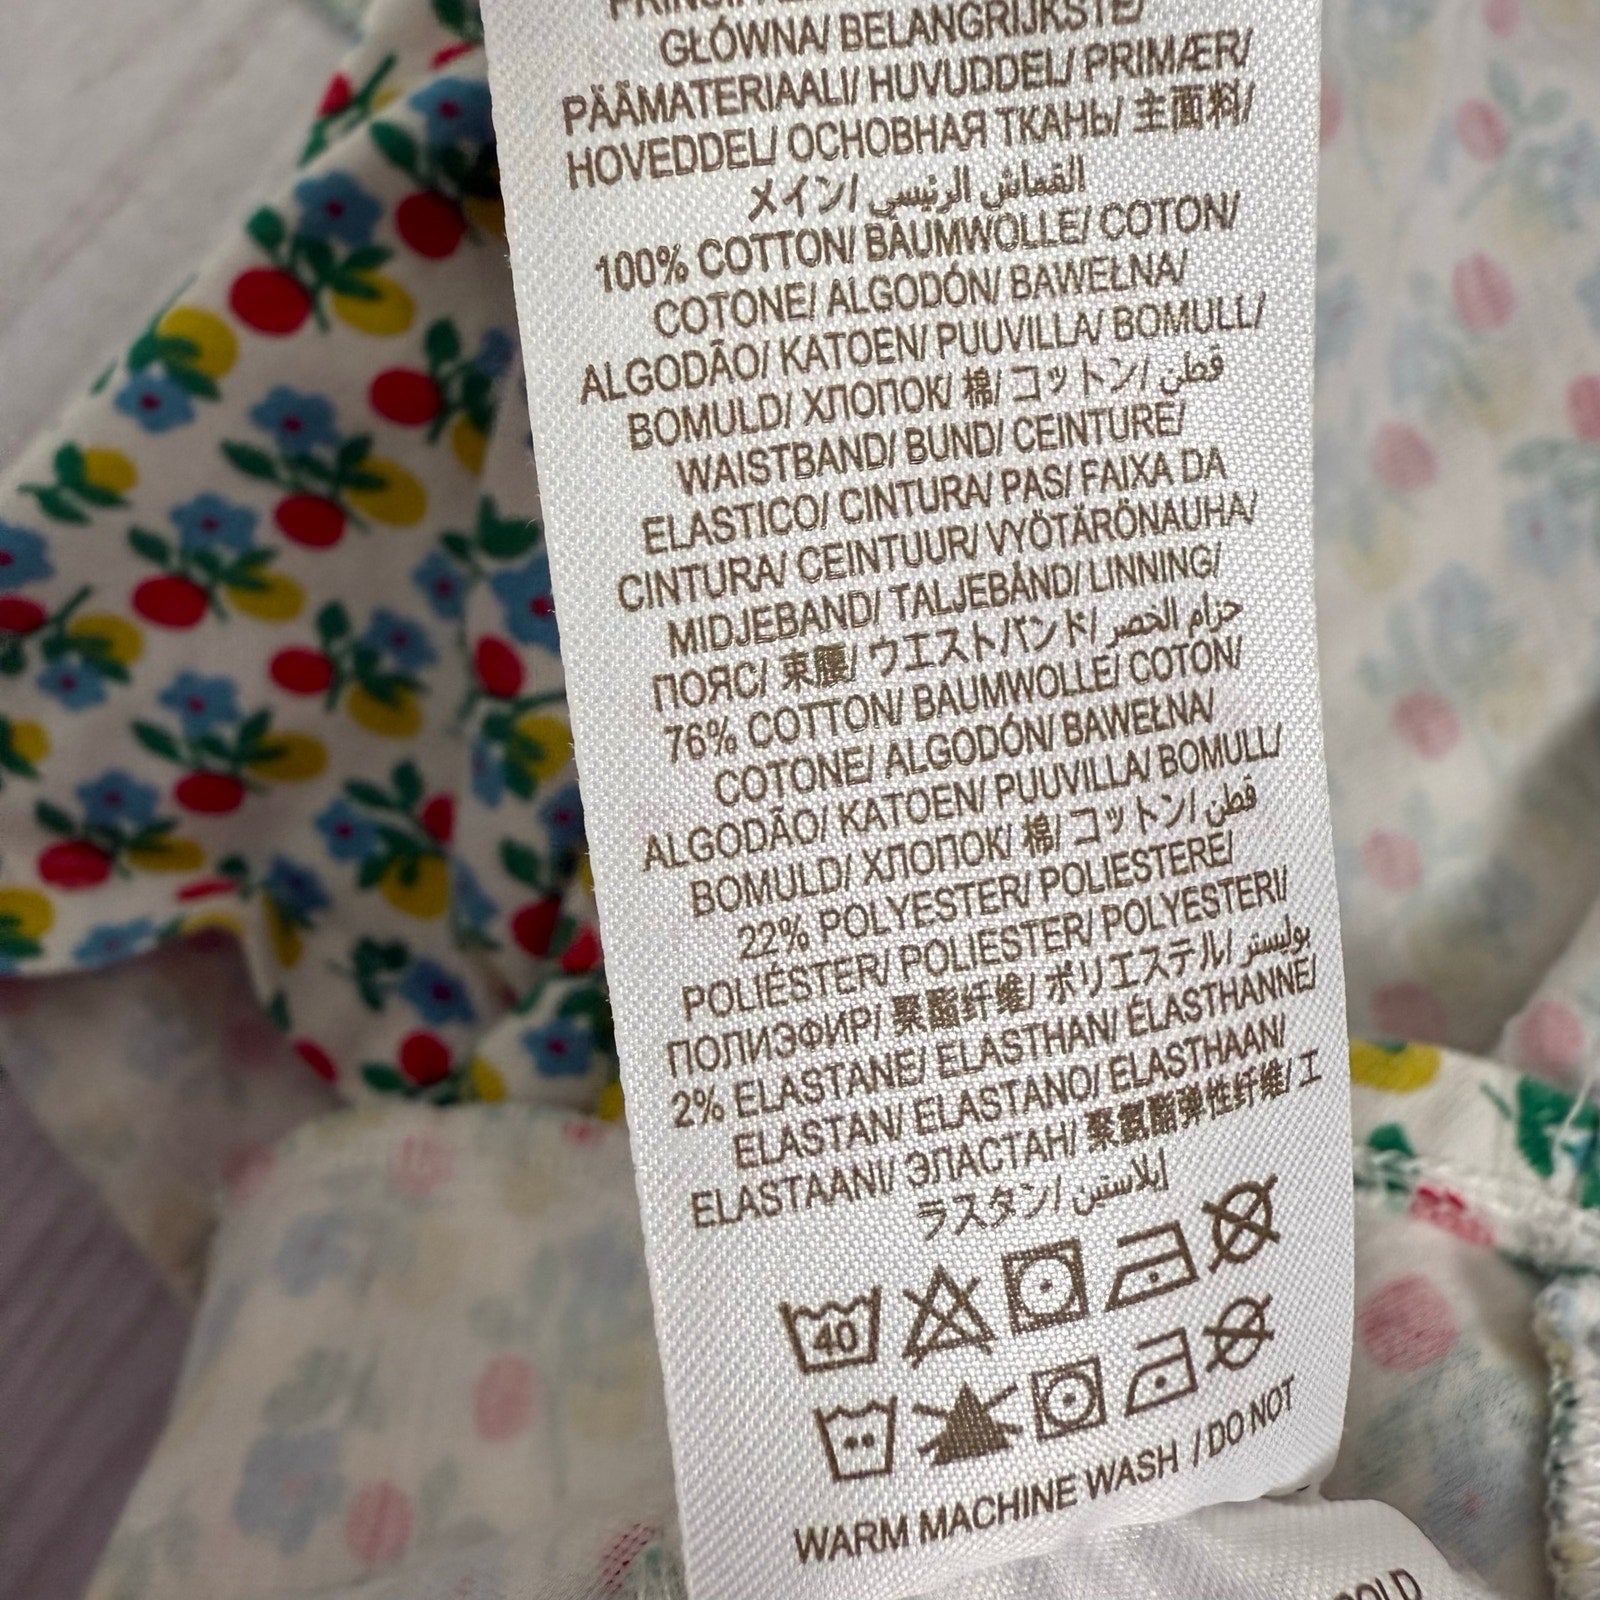 GŁÓWNA/ BELANGRIJKSTE/
PÄÄMATERIAALI/ HUVUDDEL/ PRIMÆR/
HOVEDDEL/ ОСНОВНАЯ ТКАНЬ/ 主面料/
メイン/ القماش الرئيسي
100% COTTON/ BAUMWOLLE/ COTON/
COTONE/ ALGODÓN/ BAWEŁNA/
ALGODÃO/ KATOEN/ PUUVILLA/ BOMULL/
BOMULD/ ХЛОПОК/ 棉/ コットン/ قطن
WAISTBAND/ BUND/ CEINTURE/
ELASTICO/ CINTURA/ PAS/ FAIXA DA
CINTURA/ CEINTUUR/ VYÖTÄRÖNAUHA/
MIDJEBAND/ TALJEBÅND/ LINNING/
ПОЯС/ 束腰/ ウエストバンド/ حزام الخصر
76% COTTON/ BAUMWOLLE/ COTON/
COTONE/ ALGODÓN/ BAWEŁNA/
ALGODÃO/ KATOEN/ PUUVILLA/ BOMULL/
BOMULD/ ХЛОПОК/ 棉/ コットン/ قطن
22% POLYESTER/ POLIESTERE/
POLIÉSTER/ POLIESTER/ POLYESTERI/
ПОЛИЭФИР/ 聚酯纤维/ ポリエステル/ بوليستر
2% ELASTANE/ ELASTHAN/ ÉLASTHANNE/
ELASTAN/ ELASTANO/ ELASTHAAN/
ELASTAANI/ ЭЛАСТАН/ 聚氨酯弹性纤维/ エ
ラスタン/ إيلاستين
40
WARM MACHINE WASH / DO NOT